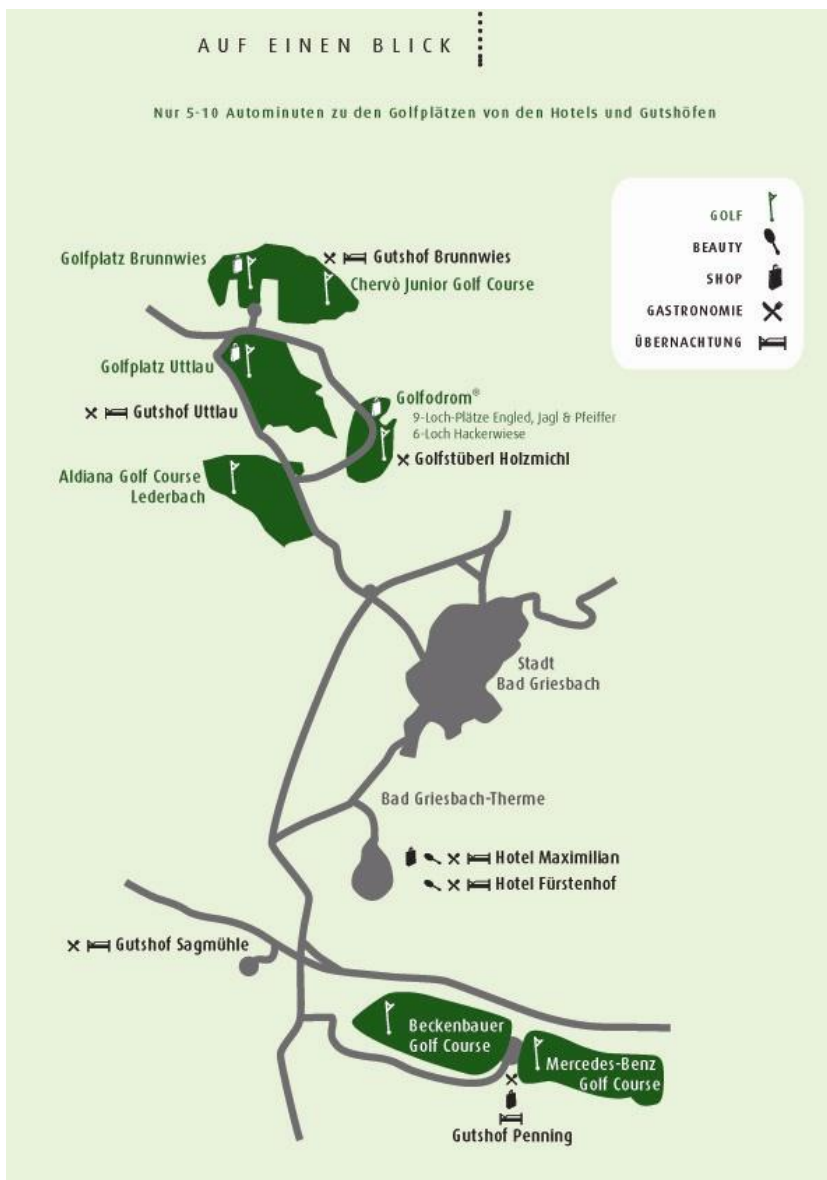 AUF EINEN BLICK
Nur 5-10 Autominuten zu den Golfplätzen von den Hotels und Gutshöfen
GOLF
BEAUTY
SHOP
GASTRONOMIE
ÜBERNACHTUNG
Golfplatz Brunnwies
Gutshof Brunnwies
Chervò Junior Golf Course
Golfplatz Uttlau
Gutshof Uttlau
Golfodrom®
9-Loch-Plätze Engled, Jagl & Pfeiffer
6-Loch Hackerwiese
Golfstüberl Holzmichl
Aldiana Golf Course
Lederbach
Stadt
Bad Griesbach
Bad Griesbach-Therme
Hotel Maximilian
Hotel Fürstenhof
Gutshof Sagmühle
Beckenbauer
Golf Course
Mercedes-Benz
Golf Course
Gutshof Penning